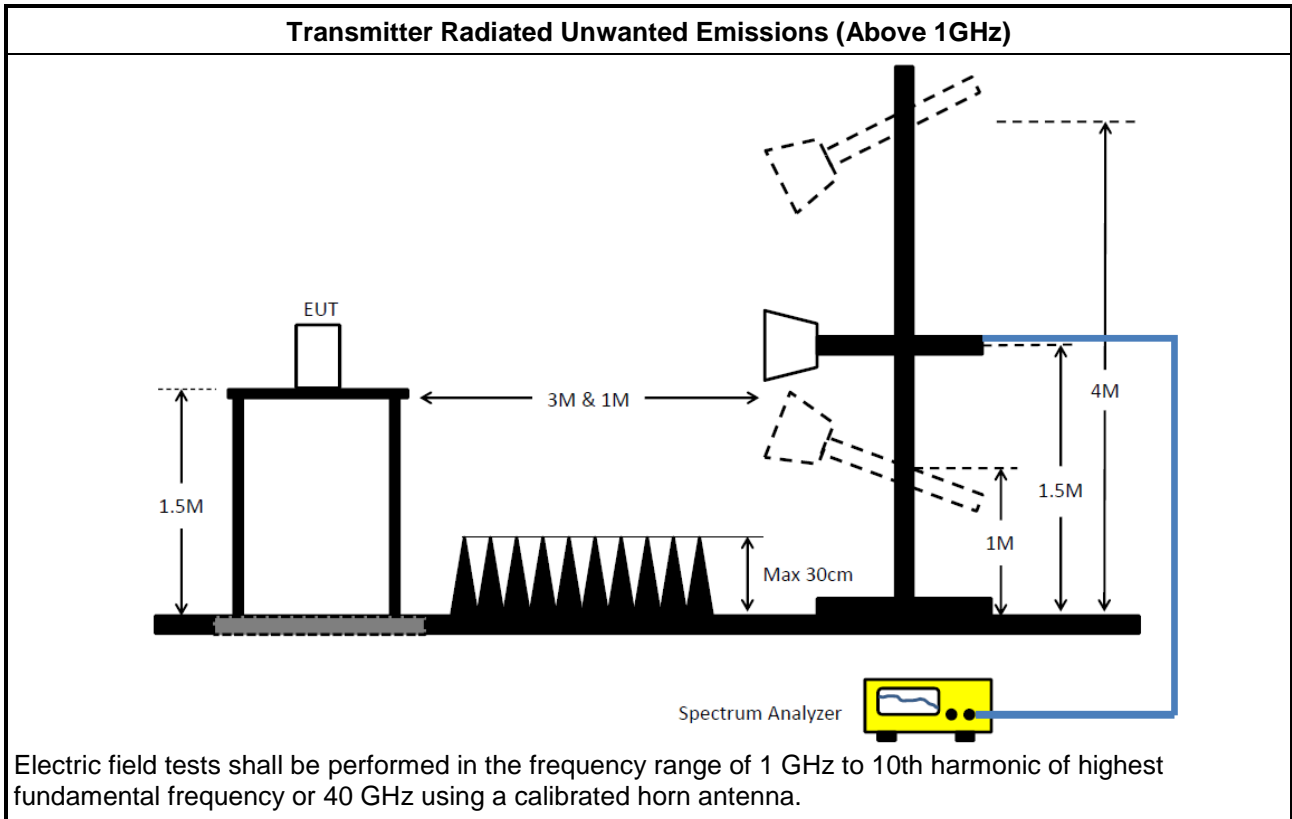 Transmitter Radiated Unwanted Emissions (Above 1GHz)
EUT
3M & 1M
4M
1.5M
1.5M
1M
Max 30cm
Spectrum Analyzer
Electric field tests shall be performed in the frequency range of 1 GHz to 10th harmonic of highest
fundamental frequency or 40 GHz using a calibrated horn antenna.